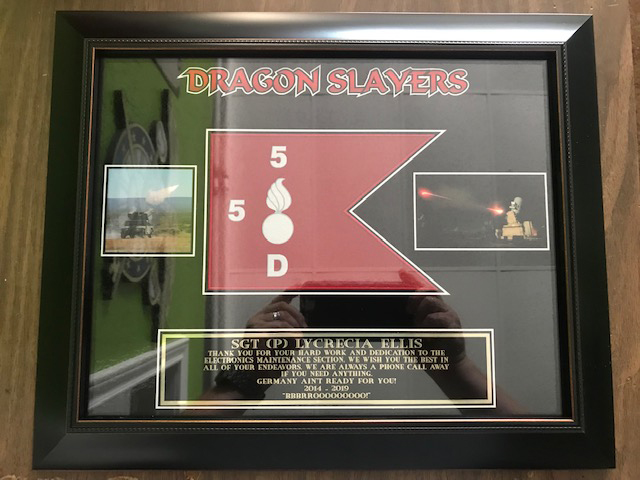 DRAGON SLAYERS
5
5
D
SGT (P) LYCRECIA ELLIS
THANK YOU FOR YOUR HARD WORK AND DEDICATION TO THE
ELECTRONICS MAINTENANCE SECTION. WE WISH YOU THE BEST IN
ALL OF YOUR ENDEAVORS. WE ARE ALWAYS A PHONE CALL AWAY
IF YOU NEED ANYTHING.
GERMANY AINT READY FOR YOU!
2014 - 2019
"BBBRROOOOOOOOO!"